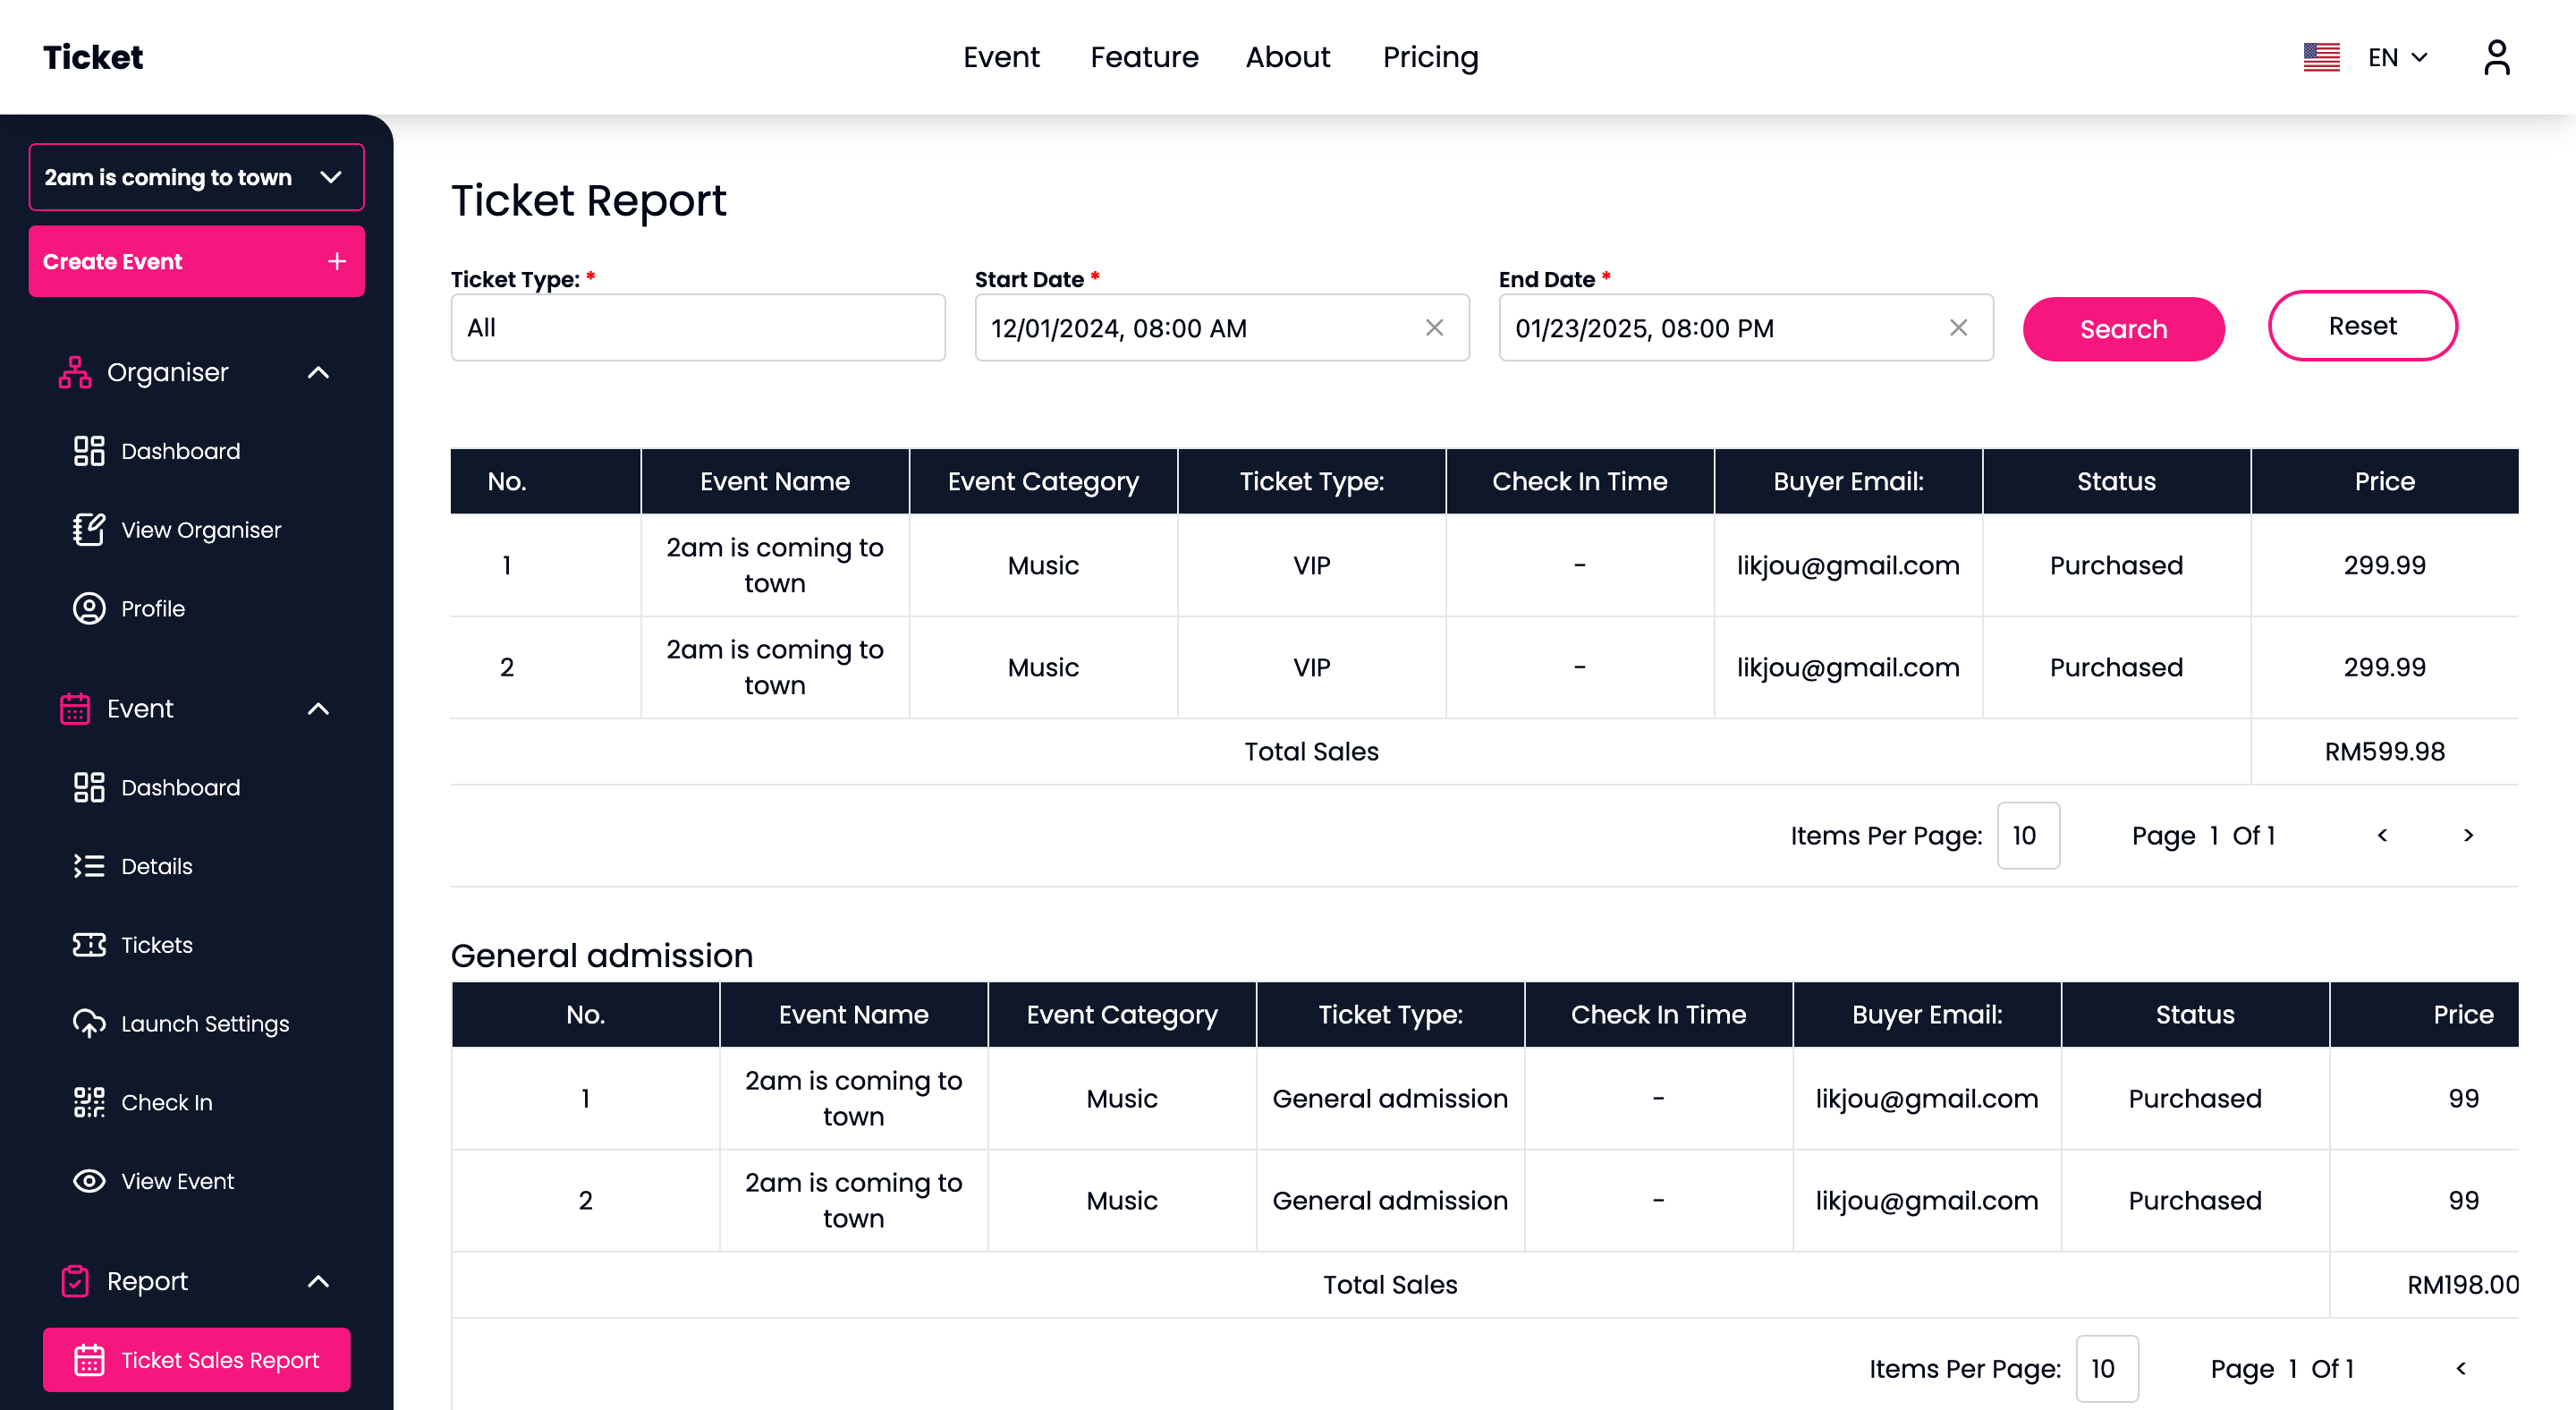 Ticket
Event Feature About Pricing
EN
2am is coming to town
Create Event +
Organiser
Dashboard
View Organiser
Profile
Event
Dashboard
Details
Tickets
Launch Settings
Check In
View Event
Report
Ticket Sales Report
Ticket Report
Ticket Type: * Start Date * End Date *
All 12/01/2024, 08:00 AM 01/23/2025, 08:00 PM Search Reset
No. Event Name Event Category Ticket Type: Check In Time Buyer Email: Status Price
1 2am is coming to town Music VIP - likjou@gmail.com Purchased 299.99
2 2am is coming to town Music VIP - likjou@gmail.com Purchased 299.99
Total Sales RM599.98
Items Per Page: 10 Page 1 Of 1 < >
General admission
No. Event Name Event Category Ticket Type: Check In Time Buyer Email: Status Price
1 2am is coming to town Music General admission - likjou@gmail.com Purchased 99
2 2am is coming to town Music General admission - likjou@gmail.com Purchased 99
Total Sales RM198.00
Items Per Page: 10 Page 1 Of 1 <